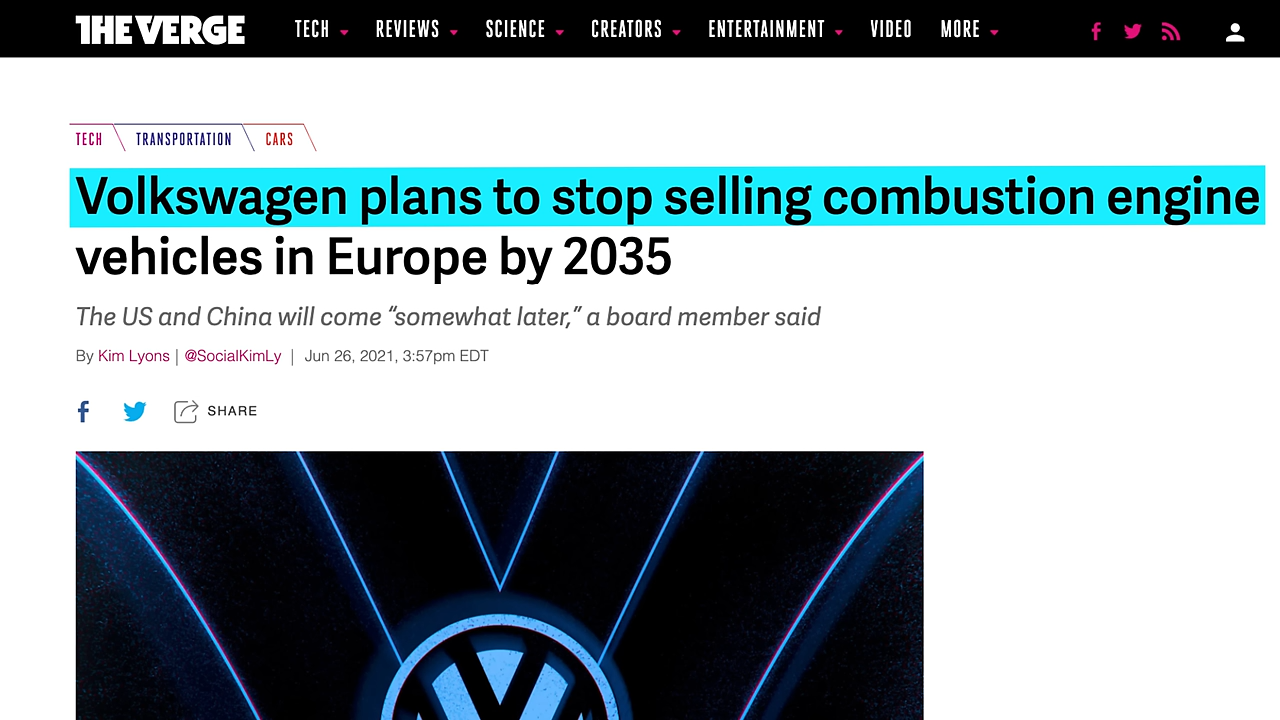 THE VERGE TECH REVIEWS SCIENCE CREATORS ENTERTAINMENT VIDEO MORE
TECH TRANSPORTATION CARS
Volkswagen plans to stop selling combustion engine
vehicles in Europe by 2035
The US and China will come “somewhat later,” a board member said
By Kim Lyons | @SocialKimLy | Jun 26, 2021, 3:57pm EDT
SHARE